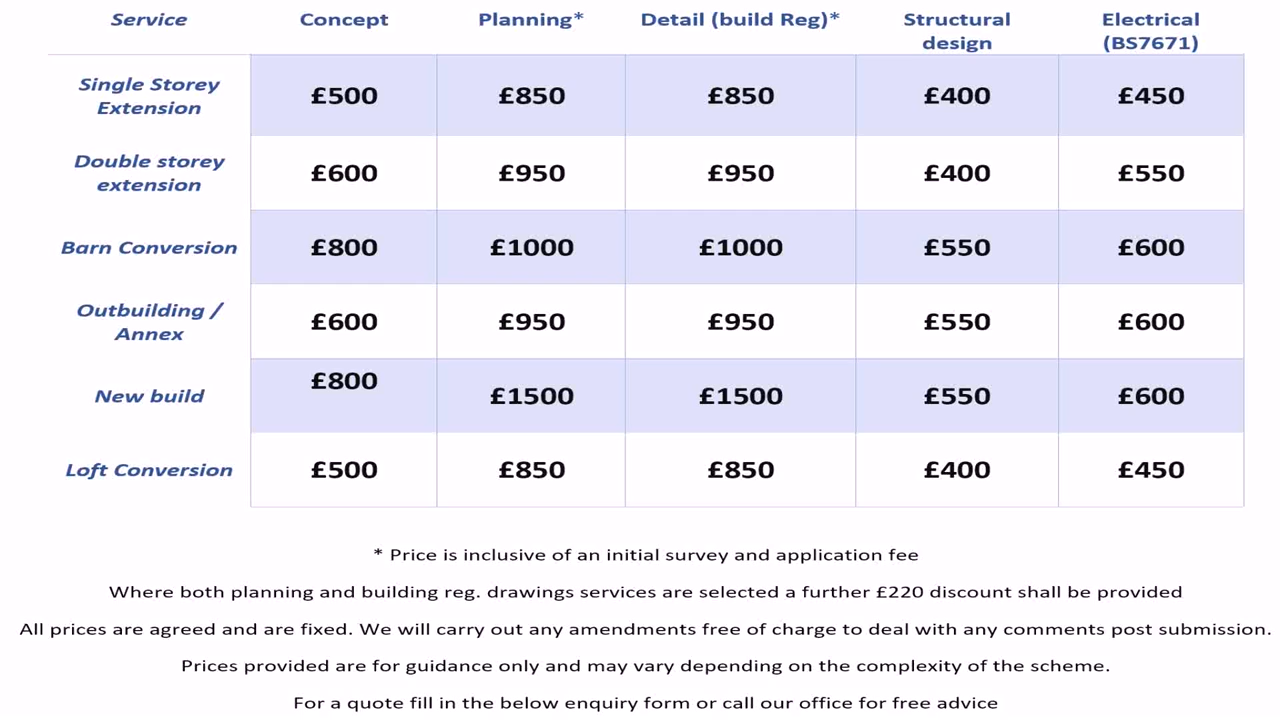 Service Concept Planning* Detail (build Reg)* Structural design Electrical (BS7671)
Single Storey Extension £500 £850 £850 £400 £450
Double storey extension £600 £950 £950 £400 £550
Barn Conversion £800 £1000 £1000 £550 £600
Outbuilding / Annex £600 £950 £950 £550 £600
New build £800 £1500 £1500 £550 £600
Loft Conversion £500 £850 £850 £400 £450
* Price is inclusive of an initial survey and application fee
Where both planning and building reg. drawings services are selected a further £220 discount shall be provided
All prices are agreed and are fixed. We will carry out any amendments free of charge to deal with any comments post submission.
Prices provided are for guidance only and may vary depending on the complexity of the scheme.
For a quote fill in the below enquiry form or call our office for free advice